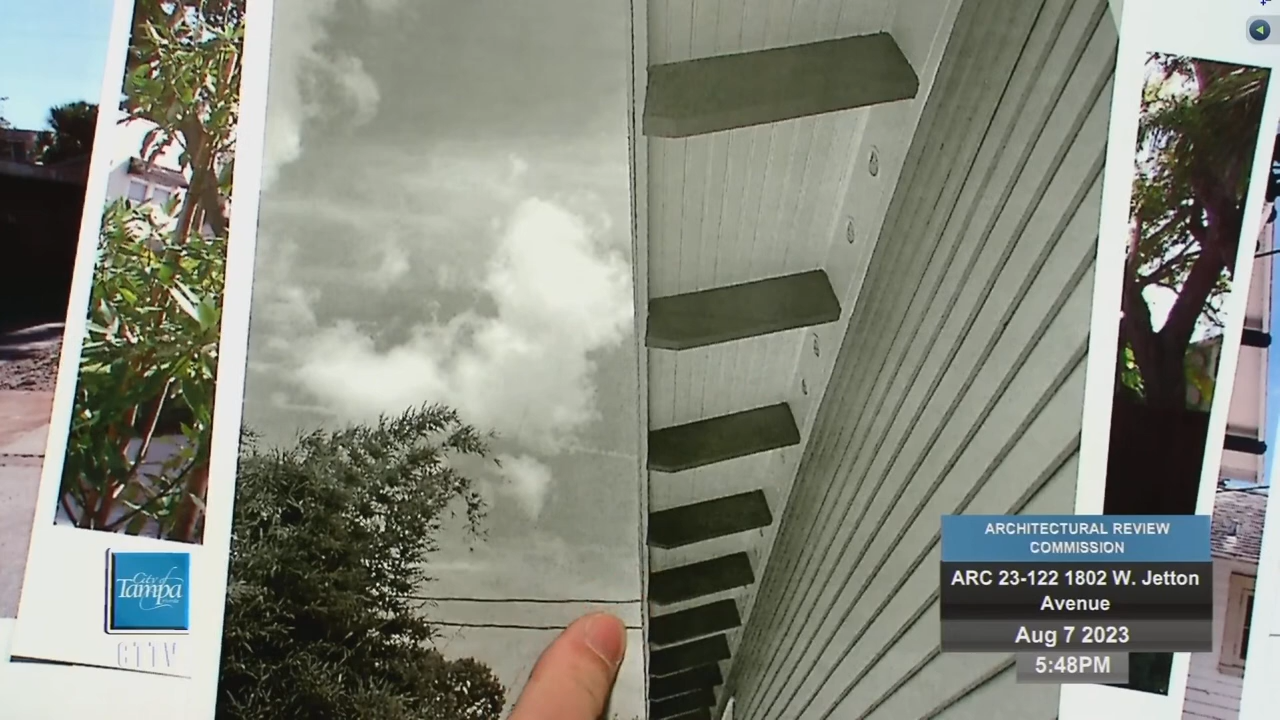 City of
Tampa
CTTV
ARCHITECTURAL REVIEW
COMMISSION
ARC 23-122 1802 W. Jetton
Avenue
Aug 7 2023
5:48PM